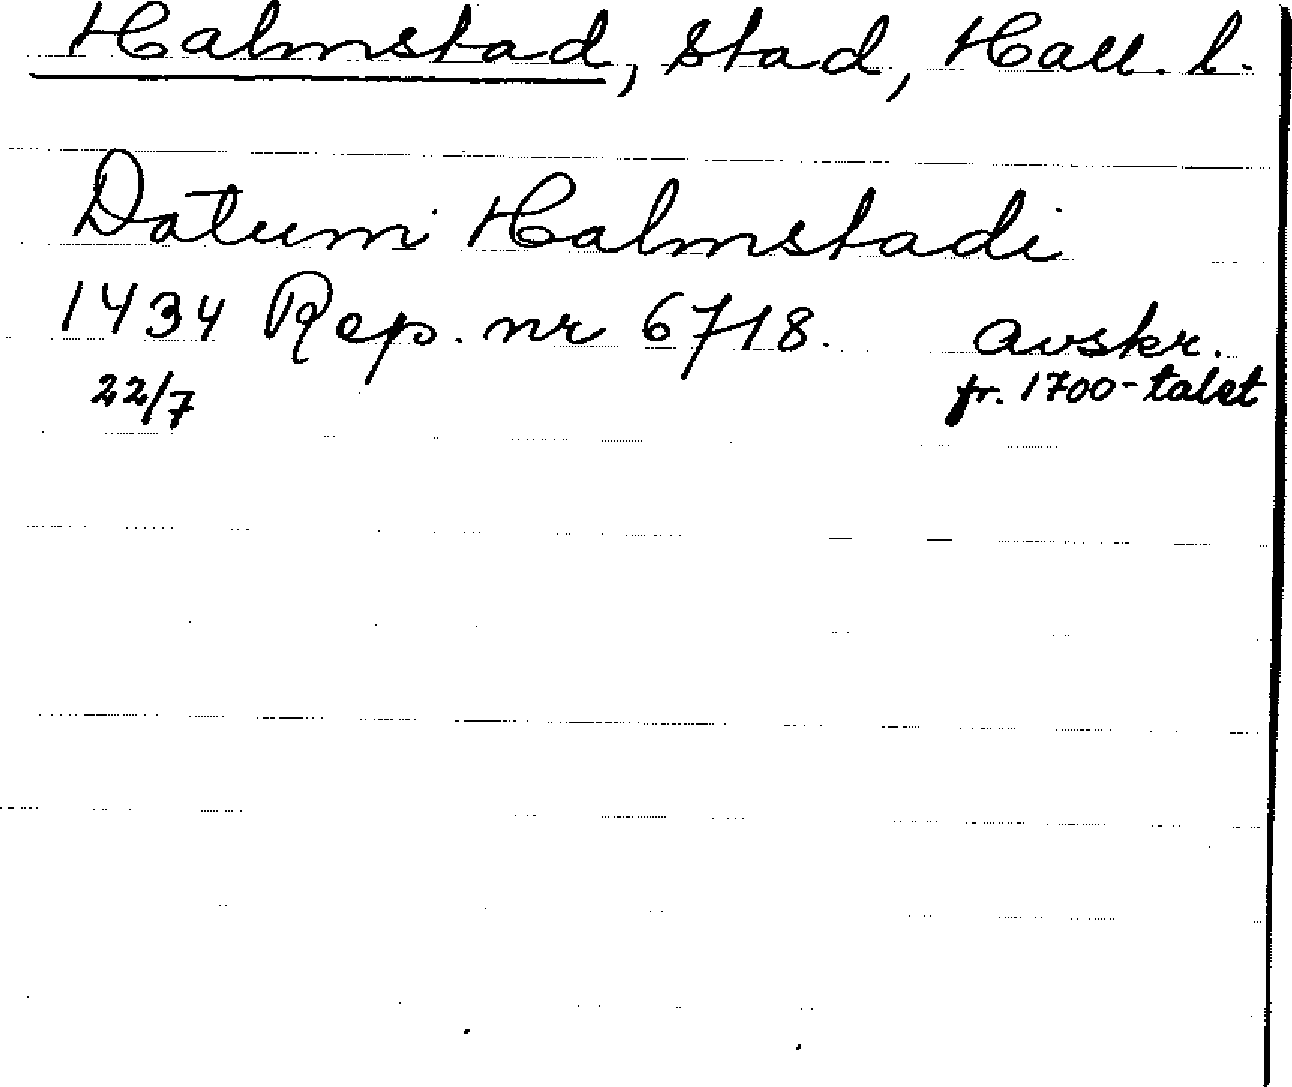 Halmstad, stad, Hall. l.
Datum Halmstadi
1434 Rep. nr 6718. avskr.
22/7 fr. 1700-talet